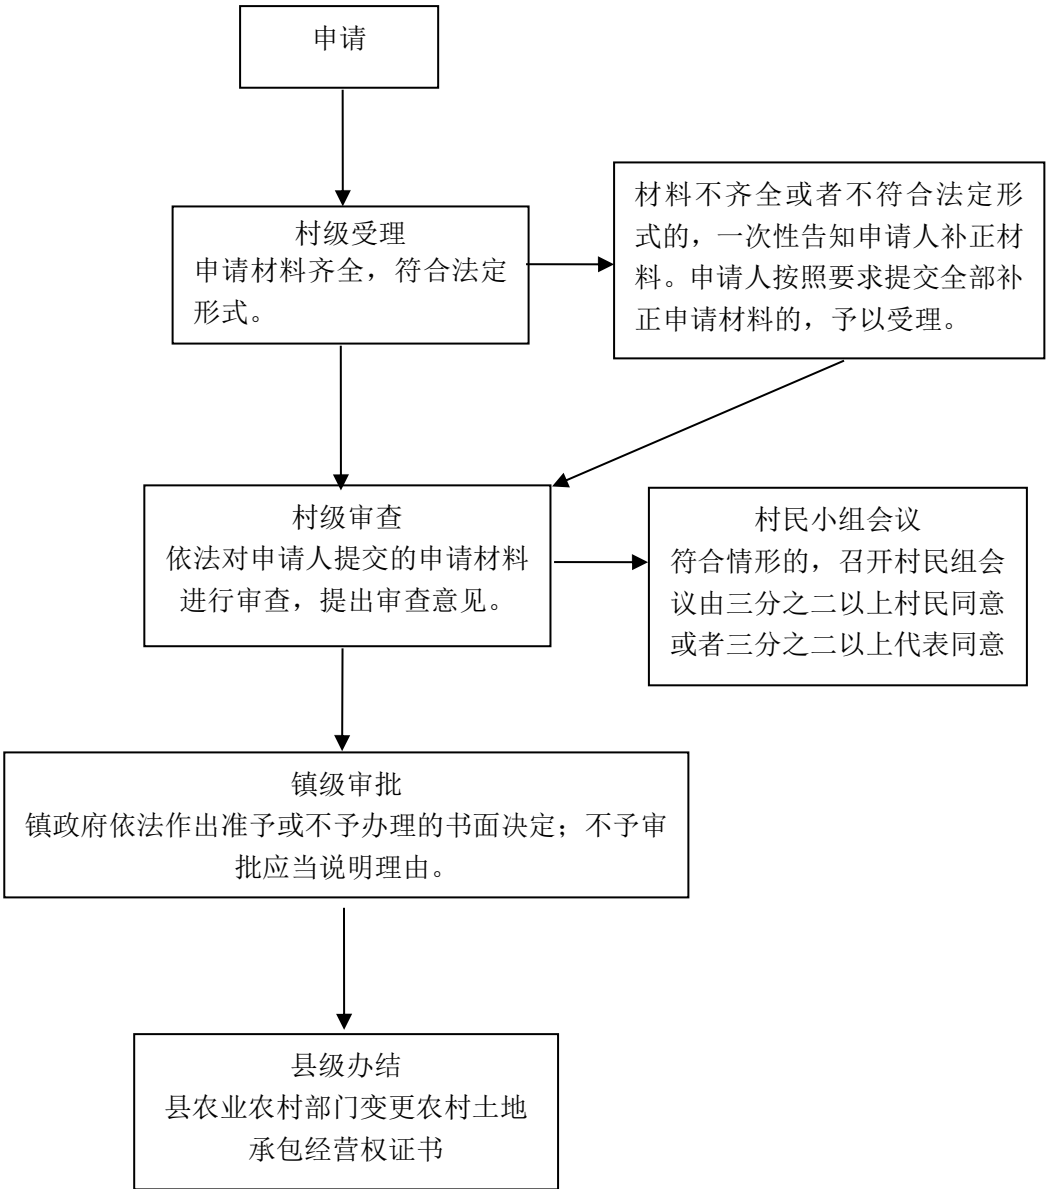 申请
村级受理
申请材料齐全，符合法定
形式。
材料不齐全或者不符合法定形
式的，一次性告知申请人补正材
料。申请人按照要求提交全部补
正申请材料的，予以受理。
村级审查
依法对申请人提交的申请材料
进行审查，提出审查意见。
村民小组会议
符合情形的，召开村民组会
议由三分之二以上村民同意
或者三分之二以上代表同意
镇级审批
镇政府依法作出准予或不予办理的书面决定；不予审
批应当说明理由。
县级办结
县农业农村部门变更农村土地
承包经营权证书